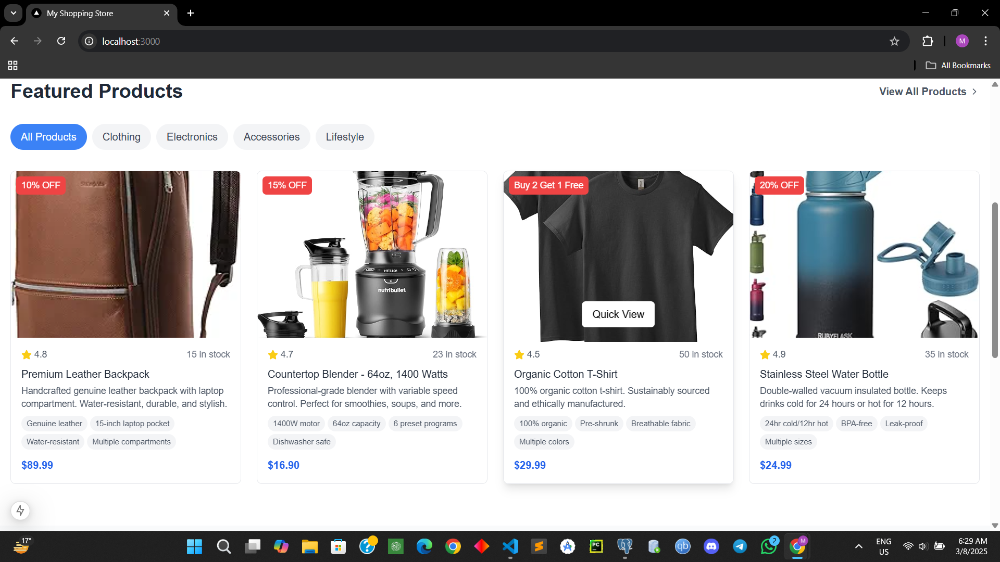 My Shopping Store
localhost:3000
M
All Bookmarks
Featured Products
View All Products
All Products
Clothing
Electronics
Accessories
Lifestyle
10% OFF
15% OFF
nutribullet
HELLO!
nutribullet.
Buy 2 Get 1 Free
Quick View
20% OFF
RUBYFLASK
4.8
15 in stock
Premium Leather Backpack
Handcrafted genuine leather backpack with laptop
compartment. Water-resistant, durable, and stylish.
Genuine leather
15-inch laptop pocket
Water-resistant
Multiple compartments
$89.99
4.7
23 in stock
Countertop Blender - 64oz, 1400 Watts
Professional-grade blender with variable speed
control. Perfect for smoothies, soups, and more.
1400W motor
64oz capacity
6 preset programs
Dishwasher safe
$16.90
4.5
50 in stock
Organic Cotton T-Shirt
100% organic cotton t-shirt. Sustainably sourced
and ethically manufactured.
100% organic
Pre-shrunk
Breathable fabric
Multiple colors
$29.99
4.9
35 in stock
Stainless Steel Water Bottle
Double-walled vacuum insulated bottle. Keeps
drinks cold for 24 hours or hot for 12 hours.
24hr cold/12hr hot
BPA-free
Leak-proof
Multiple sizes
$24.99
17°
PC
qb
2
M
ENG
US
6:29 AM
3/8/2025